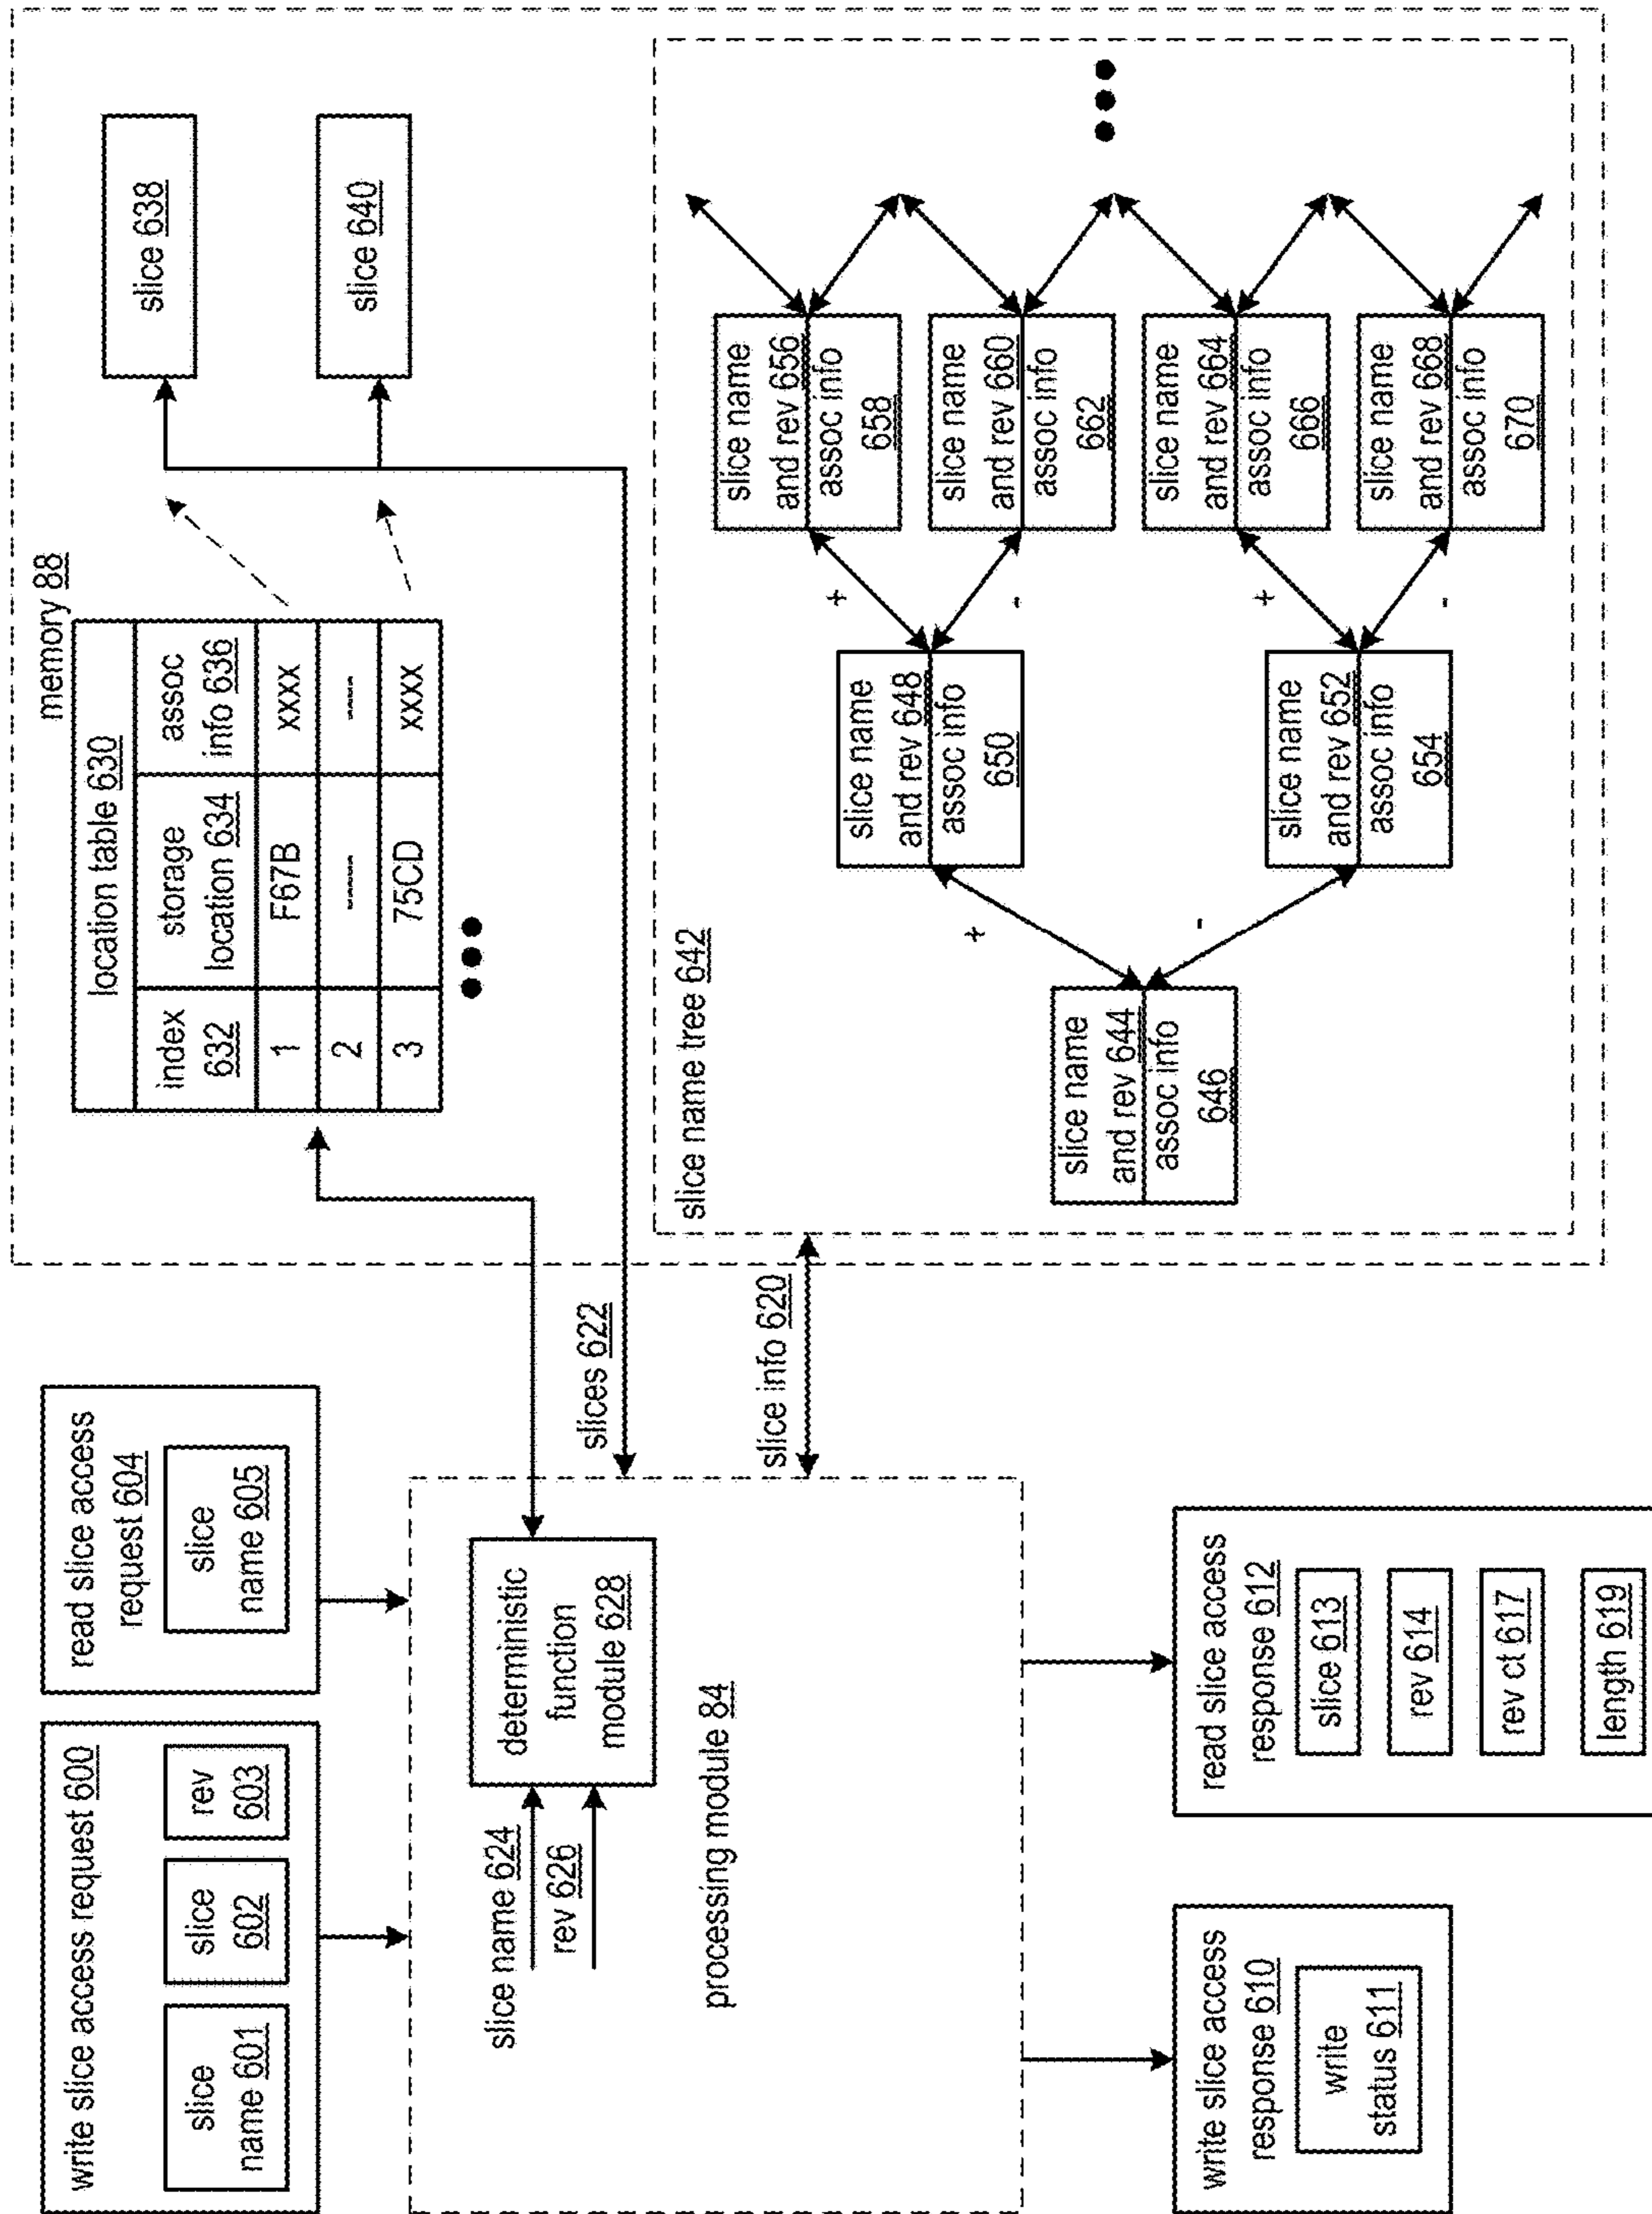 write slice access request 600
slice
name 601
slice
602
rev
603
read slice access
request 604
slice
name 605
slice name 624
rev 626
deterministic
function
module 628
processing module 84
write slice access
response 610
write
status 611
read slice access
response 612
slice 613
rev 614
rev ct 617
length 619
slices 622
slice info 620
memory 88
location table 630
index
632
storage
location 634
assoc
info 636
1
F67B
xxxx
2
----
----
3
75CD
xxxx
slice 638
slice 640
slice name tree 642
slice name
and rev 644
assoc info
646
+
-
slice name
and rev 648
assoc info
650
slice name
and rev 652
assoc info
654
+
-
+
-
slice name
and rev 656
assoc info
658
slice name
and rev 660
assoc info
662
slice name
and rev 664
assoc info
666
slice name
and rev 668
assoc info
670